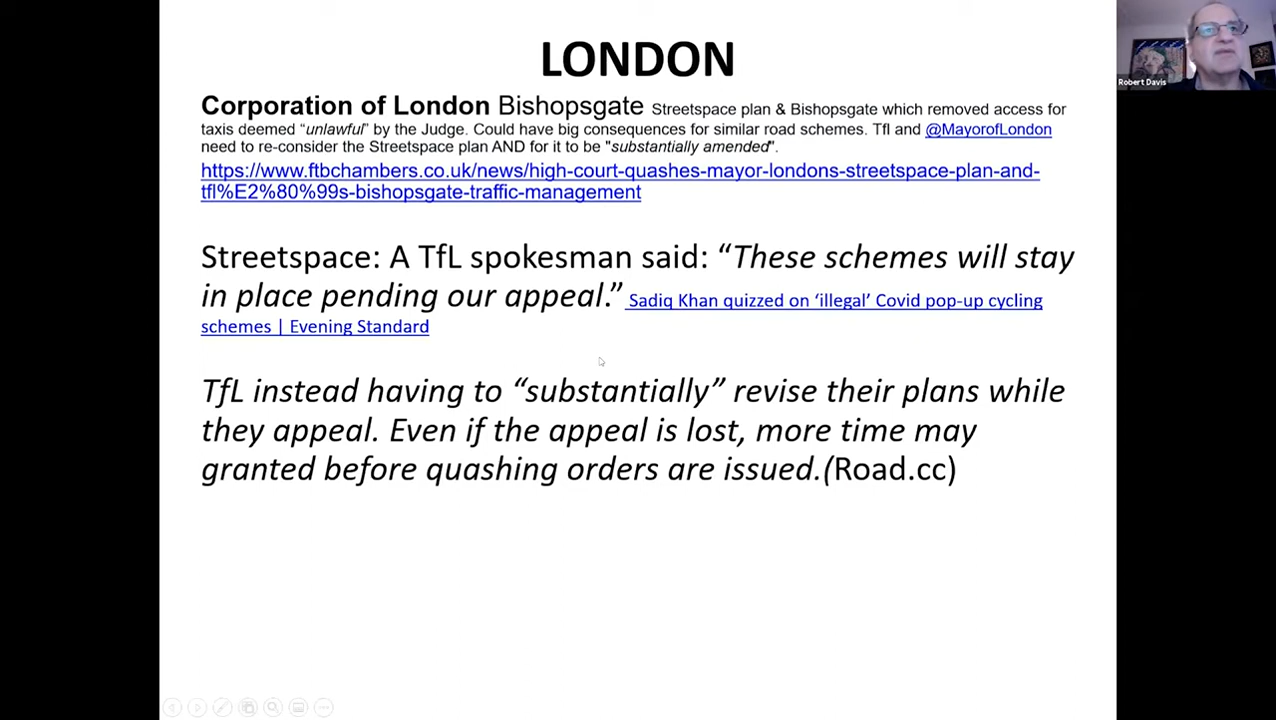 LONDON
Robert Davis
Corporation of London Bishopsgate Streetspace plan & Bishopsgate which removed access for
taxis deemed “unlawful” by the Judge. Could have big consequences for similar road schemes. Tfl and @MayorofLondon
need to re-consider the Streetspace plan AND for it to be "substantially amended".
https://www.ftbchambers.co.uk/news/high-court-quashes-mayor-londons-streetspace-plan-and-
tfl%E2%80%99s-bishopsgate-traffic-management
Streetspace: A TfL spokesman said: “These schemes will stay
in place pending our appeal.” Sadiq Khan quizzed on ‘illegal’ Covid pop-up cycling
schemes | Evening Standard
TfL instead having to “substantially” revise their plans while
they appeal. Even if the appeal is lost, more time may
granted before quashing orders are issued.(Road.cc)